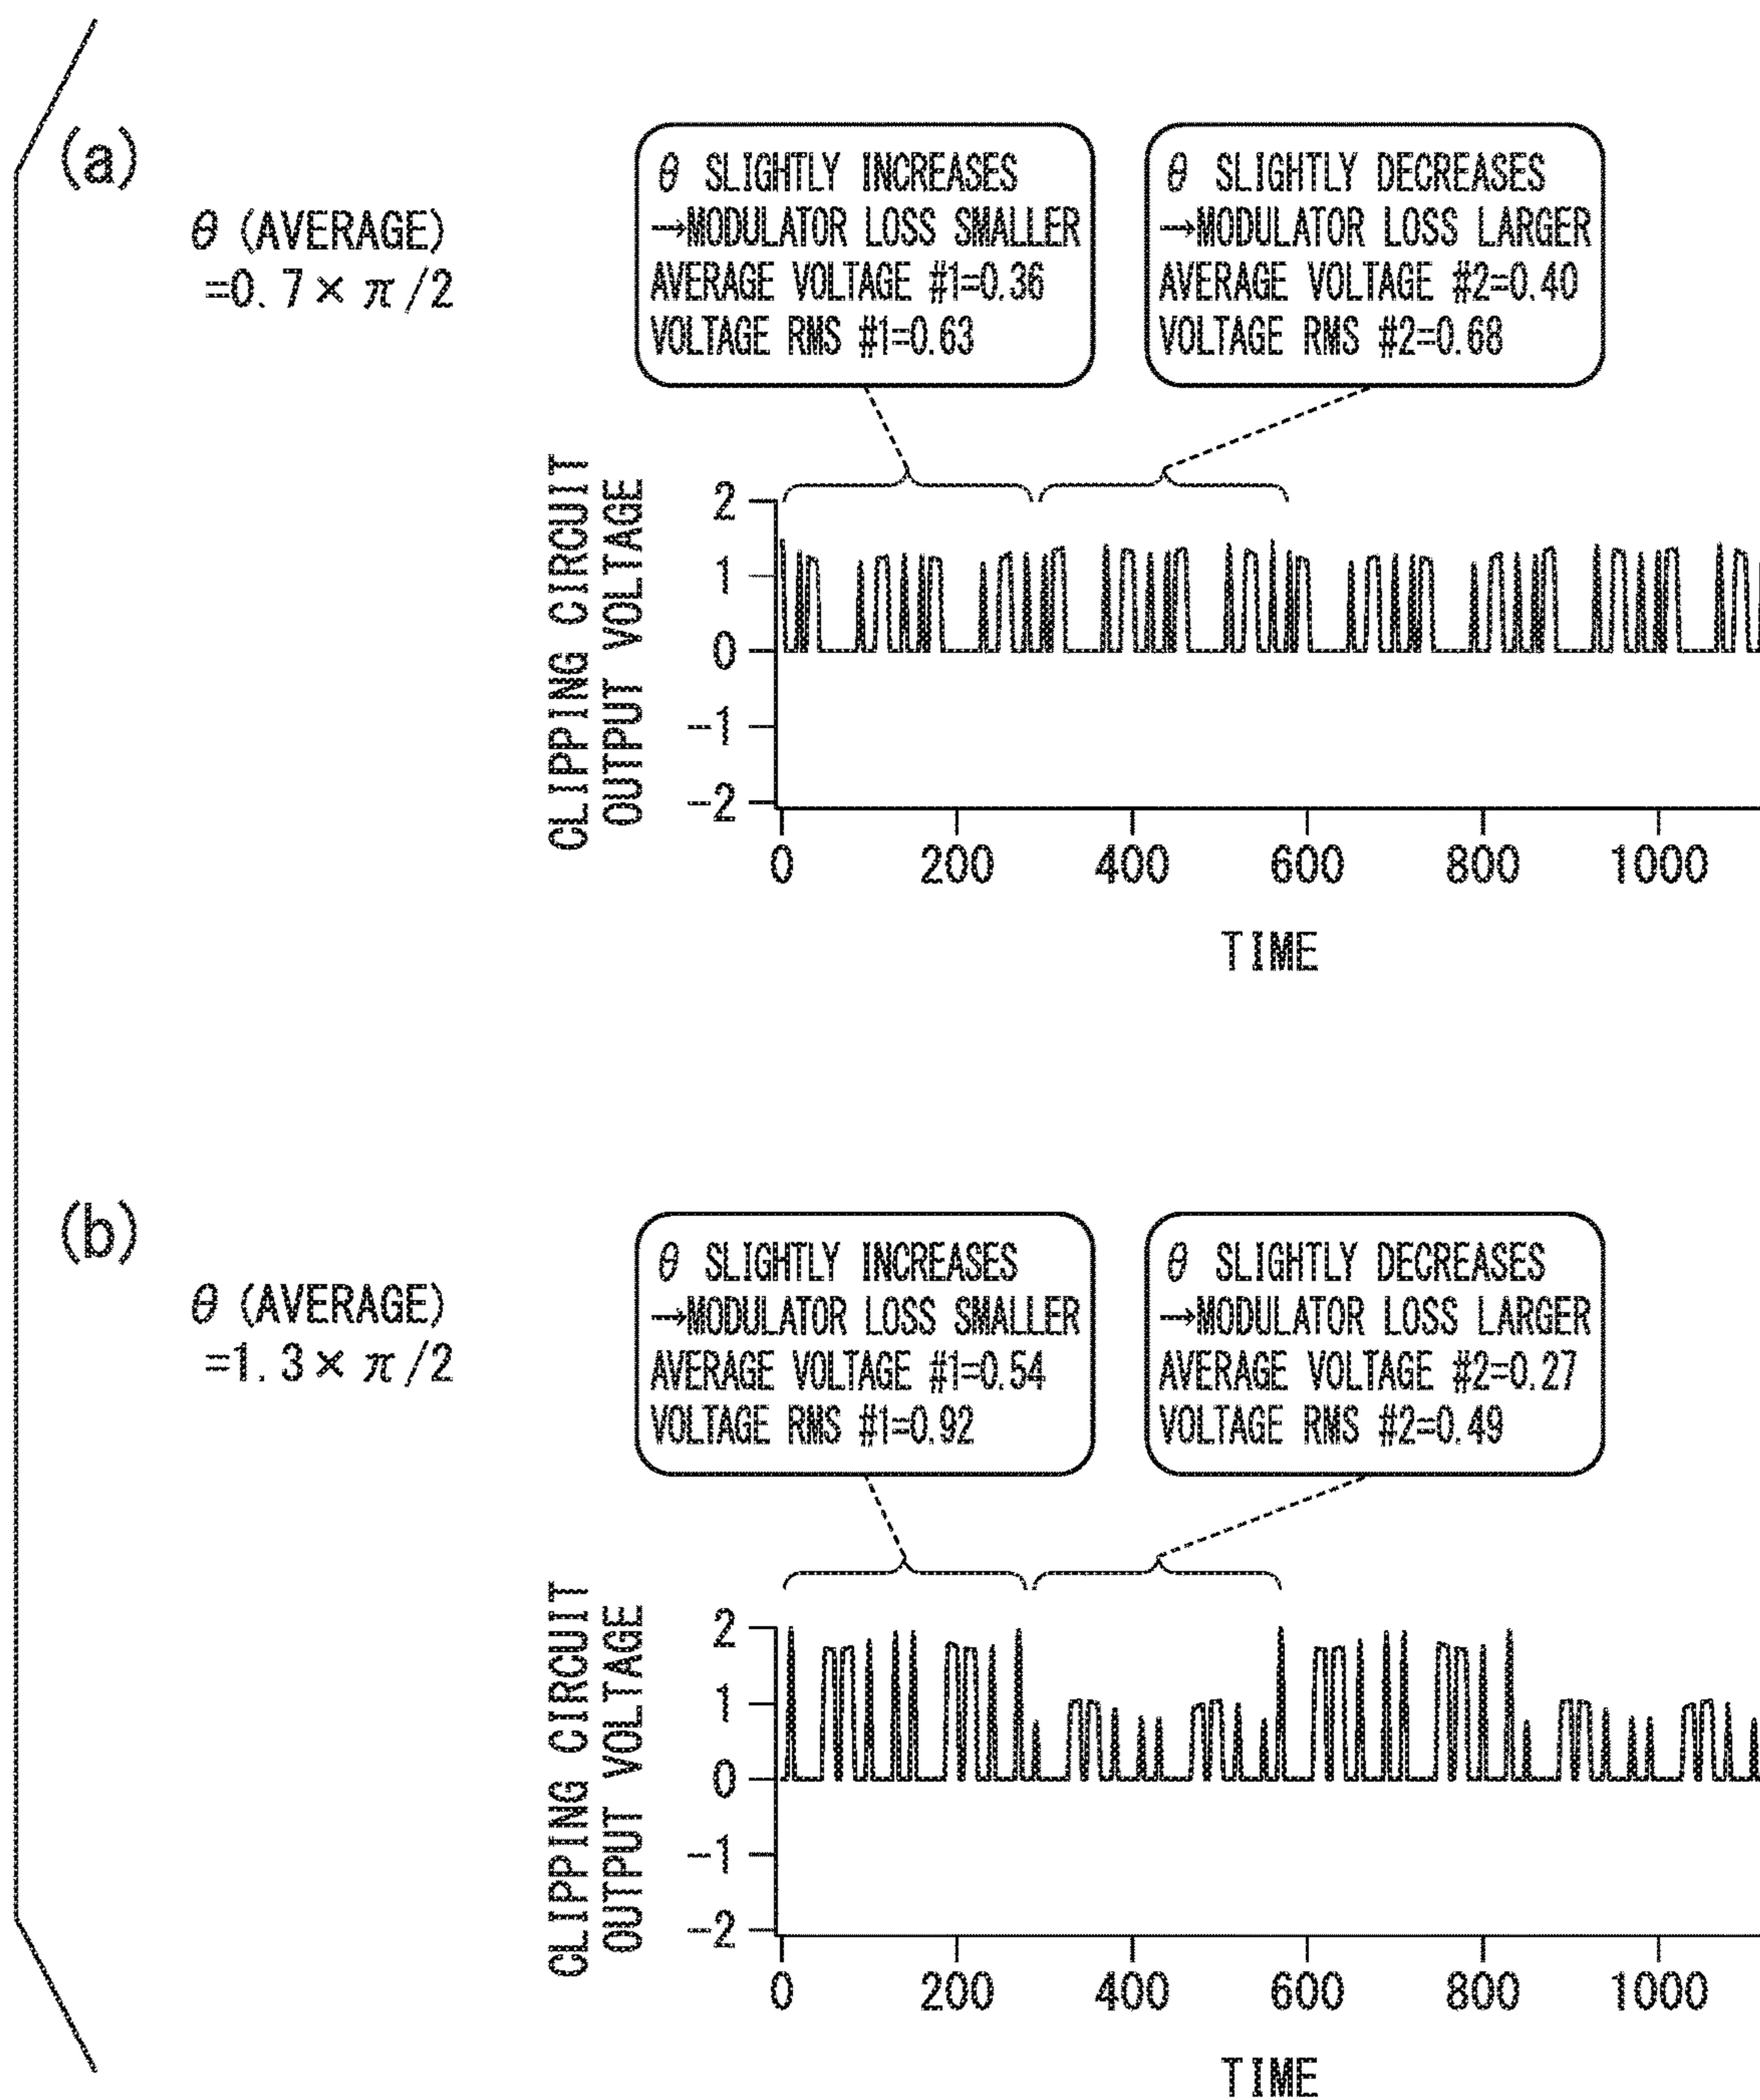 (a)
θ (AVERAGE)
=0.7× π/2
θ SLIGHTLY INCREASES
→MODULATOR LOSS SMALLER
AVERAGE VOLTAGE #1=0.36
VOLTAGE RMS #1=0.63
θ SLIGHTLY DECREASES
→MODULATOR LOSS LARGER
AVERAGE VOLTAGE #2=0.40
VOLTAGE RMS #2=0.68
CLIPPING CIRCUIT
OUTPUT VOLTAGE
2
1
0
-1
-2
0 200 400 600 800 1000
TIME
(b)
θ (AVERAGE)
=1.3× π/2
θ SLIGHTLY INCREASES
→MODULATOR LOSS SMALLER
AVERAGE VOLTAGE #1=0.54
VOLTAGE RMS #1=0.92
θ SLIGHTLY DECREASES
→MODULATOR LOSS LARGER
AVERAGE VOLTAGE #2=0.27
VOLTAGE RMS #2=0.49
CLIPPING CIRCUIT
OUTPUT VOLTAGE
2
1
0
-1
-2
0 200 400 600 800 1000
TIME